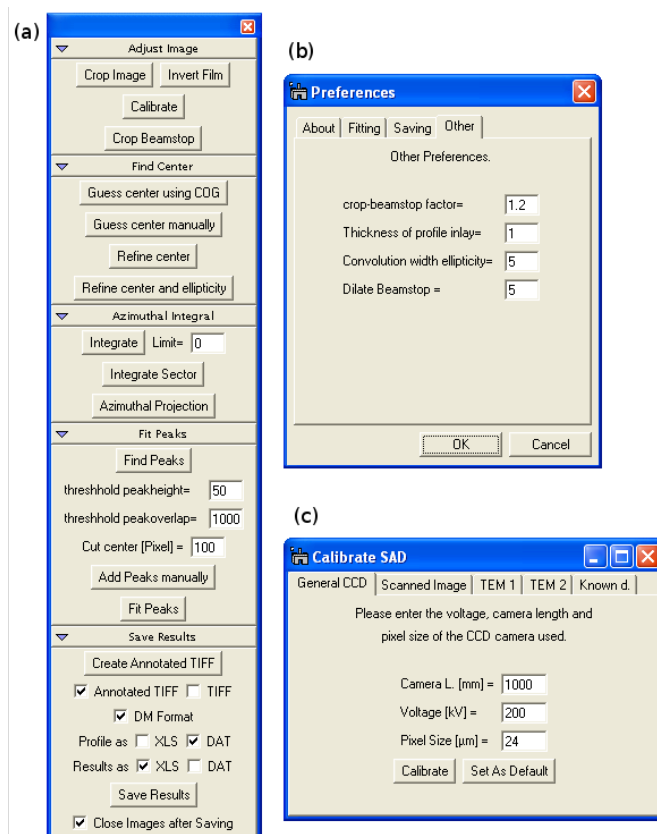 (a)
Adjust Image
Crop Image Invert Film
Calibrate
Crop Beamstop
Find Center
Guess center using COG
Guess center manually
Refine center
Refine center and ellipticity
Azimuthal Integral
Integrate Limit= 0
Integrate Sector
Azimuthal Projection
Fit Peaks
Find Peaks
threshhold peakheight= 50
threshhold peakoverlap= 1000
Cut center [Pixel] = 100
Add Peaks manually
Fit Peaks
Save Results
Create Annotated TIFF
Annotated TIFF TIFF
DM Format
Profile as XLS DAT
Results as XLS DAT
Save Results
Close Images after Saving
(b)
Preferences
About Fitting Saving Other
Other Preferences.
crop-beamstop factor= 1.2
Thickness of profile inlay= 1
Convolution width ellipticity= 5
Dilate Beamstop = 5
OK Cancel
(c)
Calibrate SAD
General CCD Scanned Image TEM 1 TEM 2 Known d.
Please enter the voltage, camera length and
pixel size of the CCD camera used.
Camera L. [mm] = 1000
Voltage [kV] = 200
Pixel Size [µm] = 24
Calibrate Set As Default